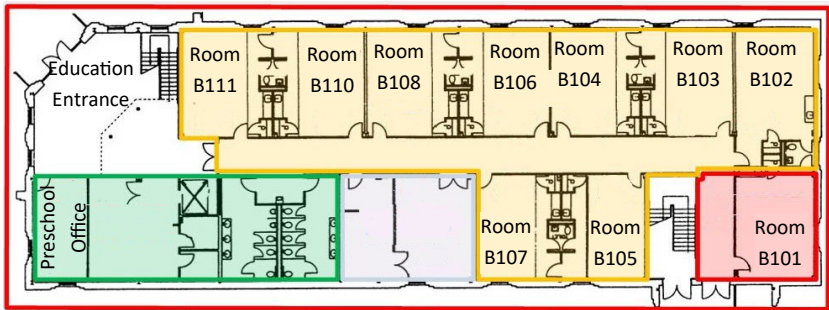 Education
Entrance
Room
B111
Room
B110
Room
B108
Room
B106
Room
B104
Room
B103
Room
B102
Preschool
Office
Room
B107
Room
B105
Room
B101